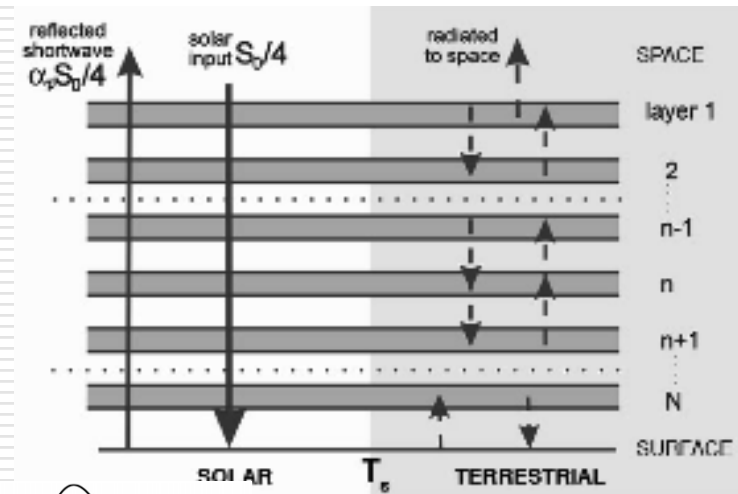 reflected
shortwave
αₚS₀/4
solar
input S₀/4
radiated
to space
SPACE
layer 1
2
n-1
n
n+1
N
SURFACE
SOLAR
Tₛ
TERRESTRIAL